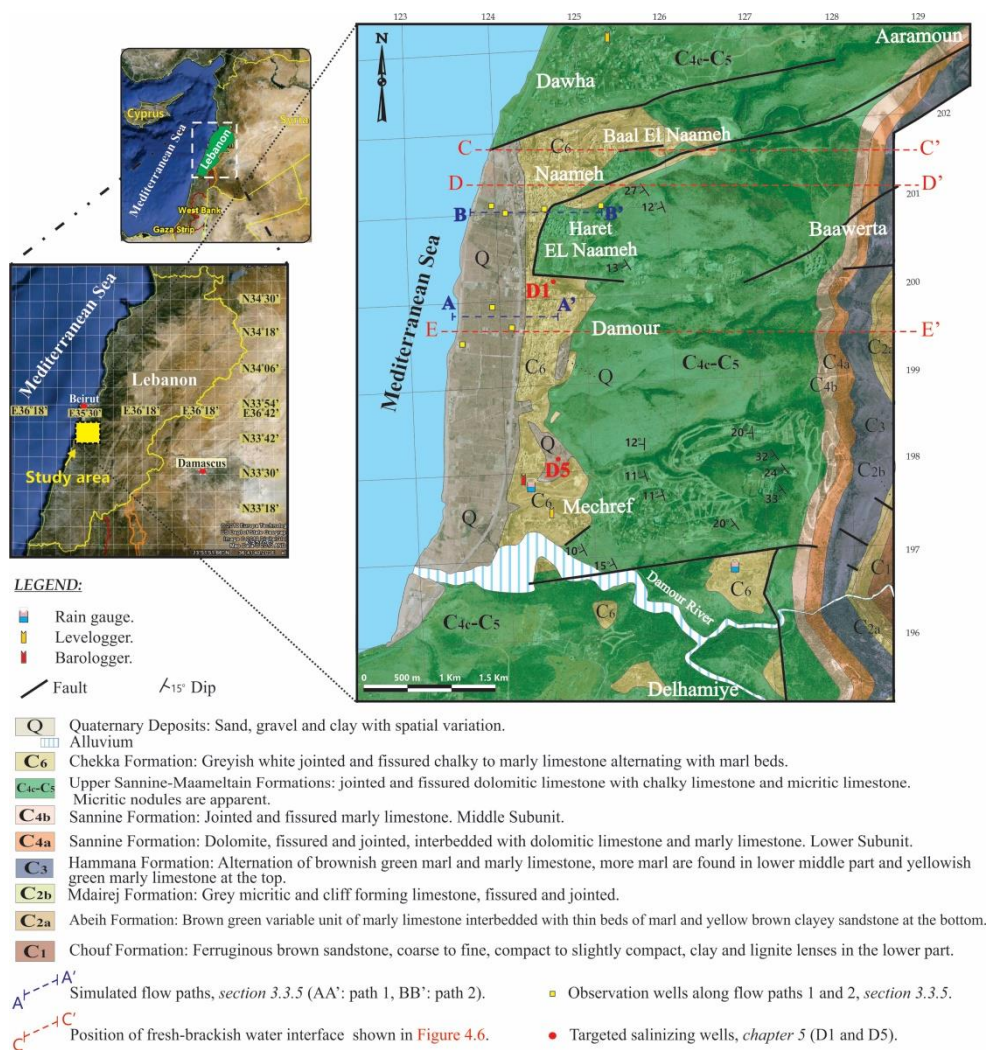 123 124 125 126 127 128 129
N
Aaramoun
C4c-C5
Dawha
202
Cyprus
Syria
Mediterranean Sea
Lebanon
West Bank
Gaza Strip
Baal El Naameh
C6
C C'
Naameh
D D'
201
27°
12°
B B'
Haret
EL Naameh
Baawerta
Mediterranean Sea
Q
13°
200
D1
A A'
E E'
Damour
C6
Q
C4c-C5
C4a
C4b
C2b
199
C3
Mediterranean Sea
N34°30'
N34°18'
N34°06'
Lebanon
Beirut
E36°18' E35°30' E36°18' E36°18'
N33°54'
E36°42'
N33°42'
Study area
Damascus
N33°30'
N33°18'
Q
12°
20°
198
D5
32
24
11°
C2b
33
11°
C6
Mechref
Q
20°
10°
15°
197
C1
C6
Damour River
C6
C2a
C4c-C5
196
0 500 m 1 Km 1.5 Km
Delhamiye
LEGEND:
Rain gauge.
Levelogger.
Barologger.
Fault 15° Dip
Q Quaternary Deposits: Sand, gravel and clay with spatial variation.
Alluvium
C6 Chekka Formation: Greyish white jointed and fissured chalky to marly limestone alternating with marl beds.
C4c-C5 Upper Sannine-Maameltain Formations: jointed and fissured dolomitic limestone with chalky limestone and micritic limestone.
Micritic nodules are apparent.
C4b Sannine Formation: Jointed and fissured marly limestone. Middle Subunit.
C4a Sannine Formation: Dolomite, fissured and jointed, interbedded with dolomitic limestone and marly limestone. Lower Subunit.
C3 Hammana Formation: Alternation of brownish green marl and marly limestone, more marl are found in lower middle part and yellowish
green marly limestone at the top.
C2b Mdairej Formation: Grey micritic and cliff forming limestone, fissured and jointed.
C2a Abeih Formation: Brown green variable unit of marly limestone interbedded with thin beds of marl and yellow brown clayey sandstone at the bottom.
C1 Chouf Formation: Ferruginous brown sandstone, coarse to fine, compact to slightly compact, clay and lignite lenses in the lower part.
A A' Simulated flow paths, section 3.3.5 (AA': path 1, BB': path 2).
Observation wells along flow paths 1 and 2, section 3.3.5.
C C' Position of fresh-brackish water interface shown in Figure 4.6.
Targeted salinizing wells, chapter 5 (D1 and D5).